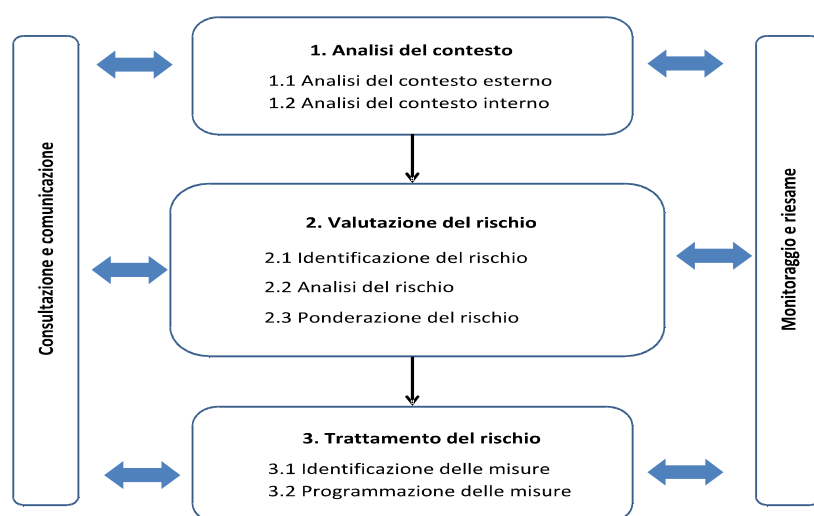 Consultazione e comunicazione
1. Analisi del contesto
1.1 Analisi del contesto esterno
1.2 Analisi del contesto interno
2. Valutazione del rischio
2.1 Identificazione del rischio
2.2 Analisi del rischio
2.3 Ponderazione del rischio
3. Trattamento del rischio
3.1 Identificazione delle misure
3.2 Programmazione delle misure
Monitoraggio e riesame